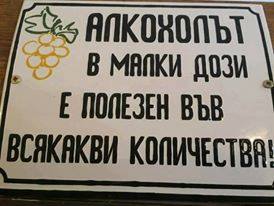 АЛКОХОЛЪТ
В МАЛКИ ДОЗИ
Е ПОЛЕЗЕН ВЪВ
ВСЯКАКВИ КОЛИЧЕСТВА!